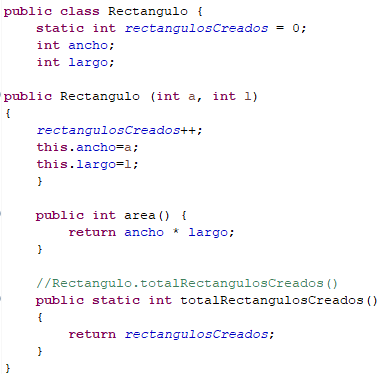 public class Rectangulo {
    static int rectangulosCreados = 0;
    int ancho;
    int largo;

public Rectangulo (int a, int l)
{
    rectangulosCreados++;
    this.ancho=a;
    this.largo=l;
    }

    public int area() {
        return ancho * largo;
    }

    //Rectangulo.totalRectangulosCreados()
    public static int totalRectangulosCreados()
    {
        return rectangulosCreados;
    }
}